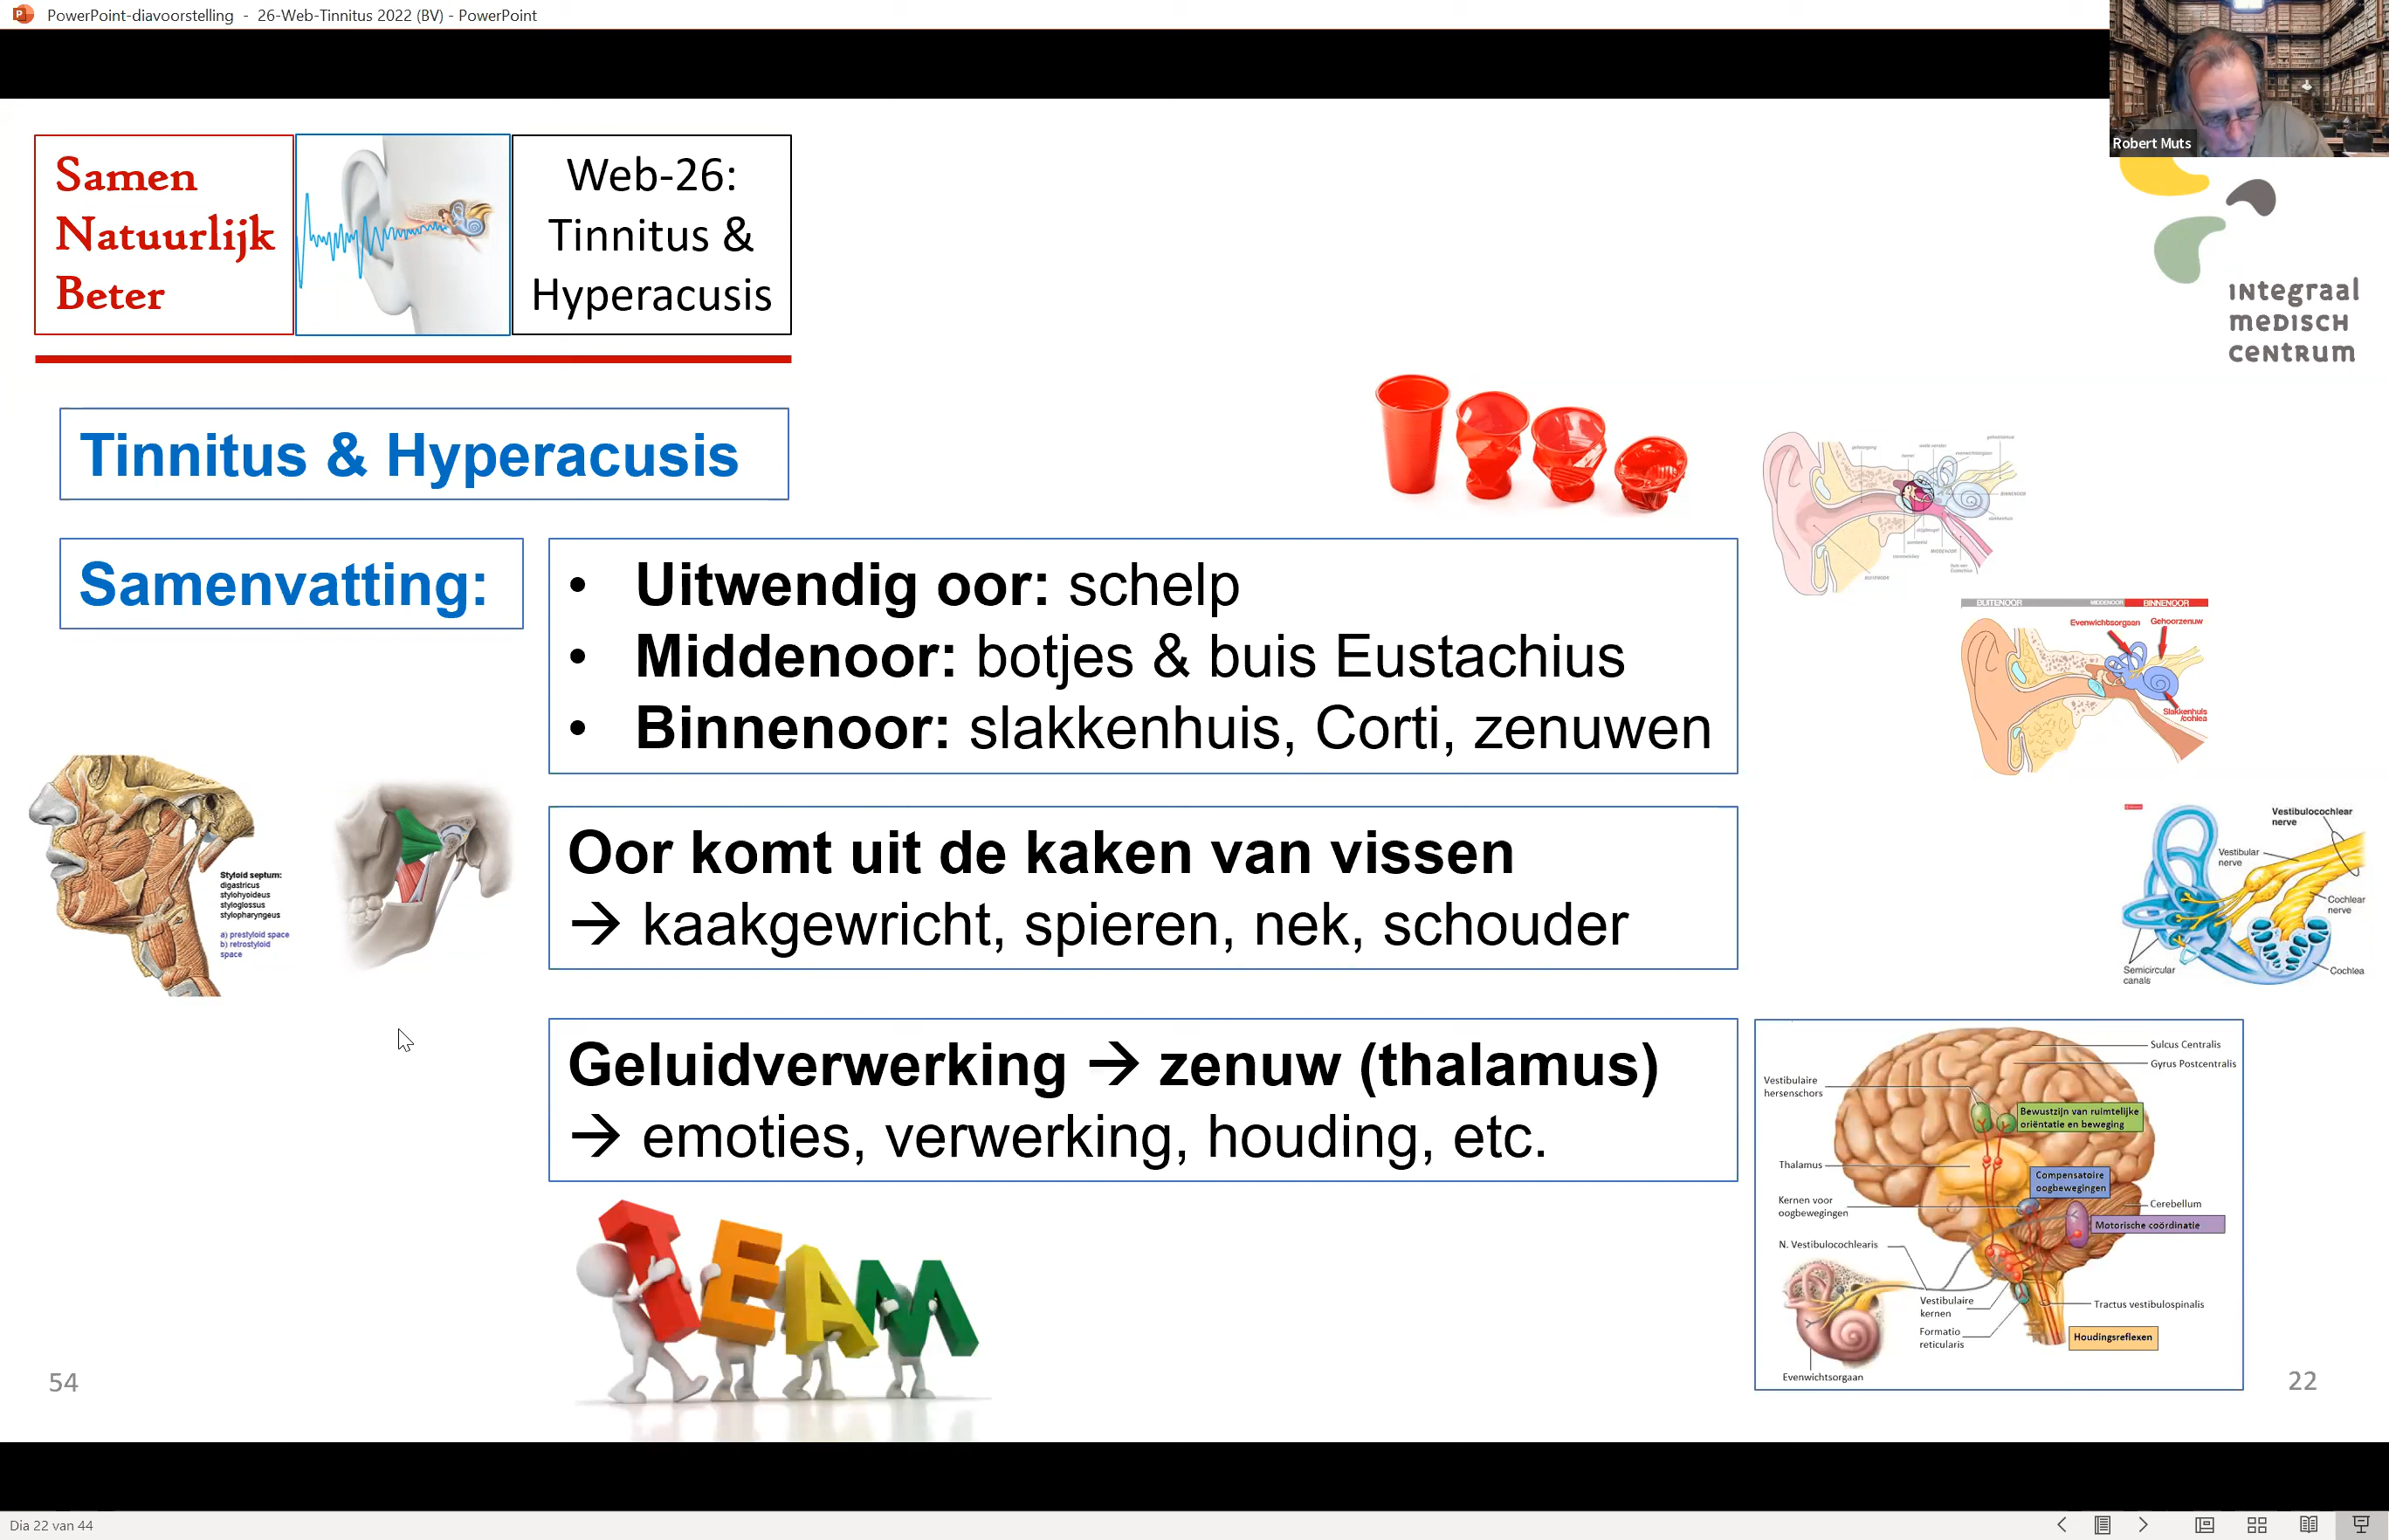 PowerPoint-diavoorstelling - 26-Web-Tinnitus 2022 (BV) - PowerPoint
Robert Muts
Samen
Natuurlijk
Beter
Web-26:
Tinnitus &
Hyperacusis
INtegraal
meDISCH
CeNtRum
Tinnitus & Hyperacusis
Samenvatting:
• Uitwendig oor: schelp
• Middenoor: botjes & buis Eustachius
• Binnenoor: slakkenhuis, Corti, zenuwen
BUITENOOR MIDDENOOR BINNENOOR
Evenwichtsorgaan Gehoorzenuw
Slakkenhuis
/cohlea
Styloid septum:
digastricus
stylohyoideus
styloglossus
stylopharyngeus
a) prestyloid space
b) retrostyloid
space
Oor komt uit de kaken van vissen
→ kaakgewricht, spieren, nek, schouder
Vestibulocochlear
nerve
Vestibular
nerve
Cochlear
nerve
Semicircular
canals
Cochlea
Geluidverwerking → zenuw (thalamus)
→ emoties, verwerking, houding, etc.
Sulcus Centralis
Gyrus Postcentralis
Vestibulaire
hersenschors
Bewustzijn van ruimtelijke
oriëntatie en beweging
Thalamus
Compensatoire
oogbewegingen
Kernen voor
oogbewegingen
Cerebellum
Motorische coördinatie
N. Vestibulocochlearis
Vestibulaire
kernen
Tractus vestibulospinalis
Formatio
reticularis
Houdingsreflexen
Evenwichtsorgaan
TEAM
54
22
Dia 22 van 44